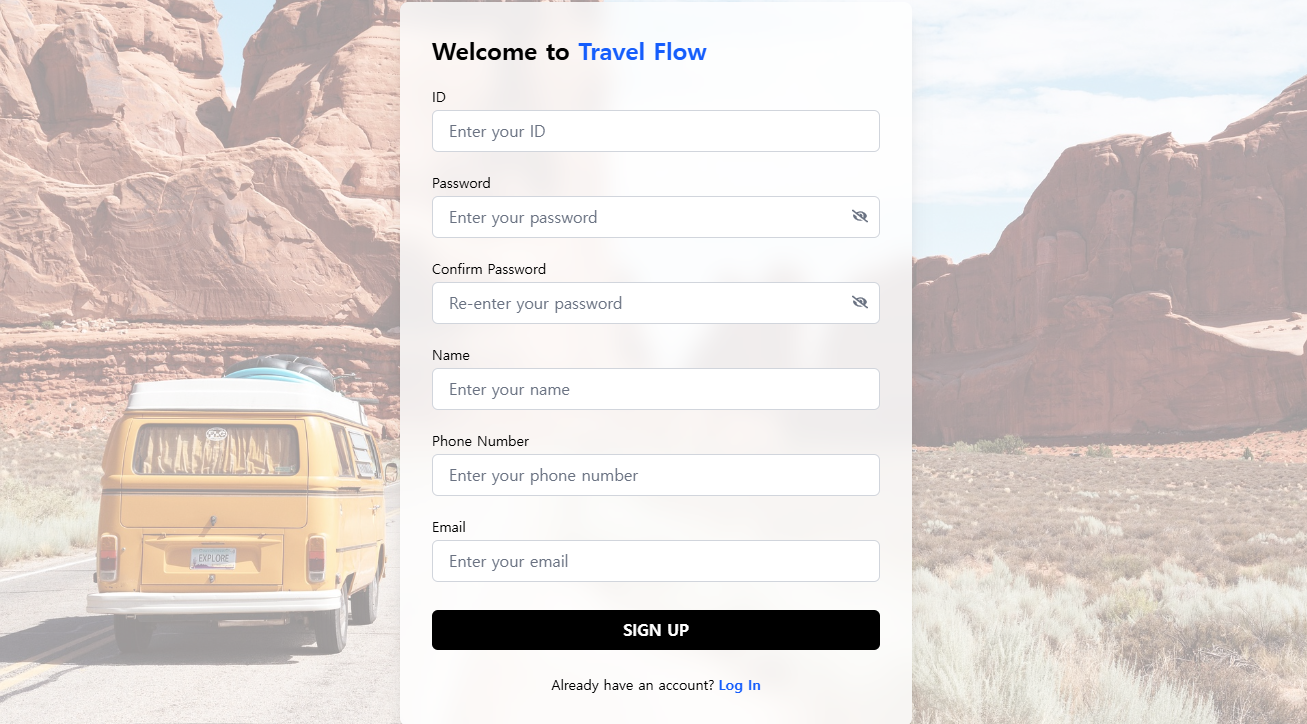 Welcome to Travel Flow
ID
Enter your ID
Password
Enter your password
Confirm Password
Re-enter your password
Name
Enter your name
Phone Number
Enter your phone number
Email
Enter your email
EXPLORE
SIGN UP
Already have an account? Log In